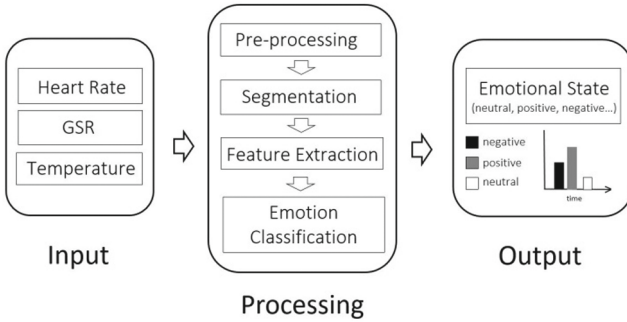 Heart Rate
GSR
Temperature
Input
Pre-processing
Segmentation
Feature Extraction
Emotion
Classification
Processing
Emotional State
(neutral, positive, negative...)
negative
positive
neutral
time
Output